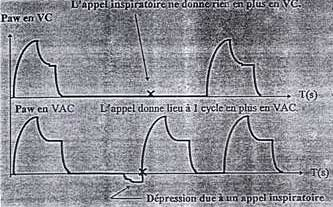 L'appel inspiratoire ne donne rien en plus en VC.
Paw en VC
T(s)
Paw en VAC
L'appel donne lieu à 1 cycle en plus en VAC.
T(s)
Dépression due à un appel inspiratoire.